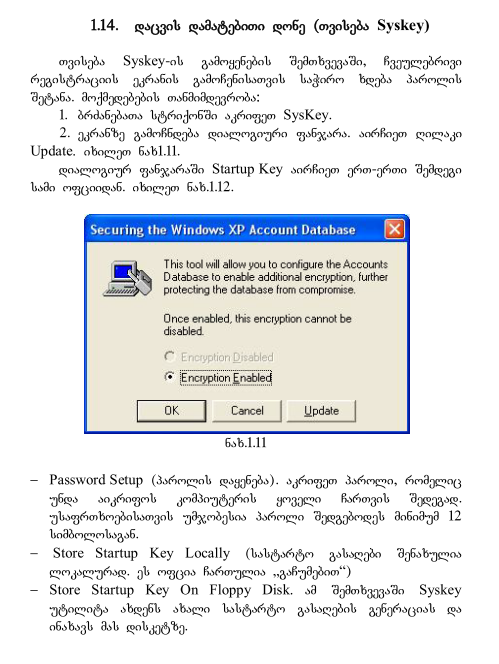 1.14. დაცვის დამატებითი დონე (თვისება Syskey)
თვისება Syskey-ის გამოყენების შემთხვევაში, ჩვეულებრივი
რეგისტრაციის ეკრანის გამოჩენისათვის საჭირო ხდება პაროლის
შეტანა. მოქმედებების თანმიმდევრობა:
1. ბრძანებათა სტრიქონში აკრიფეთ SysKey.
2. ეკრანზე გამოჩნდება დიალოგიური ფანჯარა. აირჩიეთ ღილაკი
Update. იხილეთ ნახ1.11.
დიალოგიურ ფანჯარაში Startup Key აირჩიეთ ერთ-ერთი შემდეგი
სამი ოფციიდან. იხილეთ ნახ.1.12.
Securing the Windows XP Account Database
This tool will allow you to configure the Accounts
Database to enable additional encryption, further
protecting the database from compromise.
Once enabled, this encryption cannot be
disabled.
Encryption Disabled
Encryption Enabled
OK Cancel Update
ნახ.1.11
– Password Setup (პაროლის დაყენება). აკრიფეთ პაროლი, რომელიც
უნდა აიკრიფოს კომპიუტერის ყოველი ჩართვის შედეგად.
უსაფრთხოებისათვის უმჯობესია პაროლი შედგებოდეს მინიმუმ 12
სიმბოლოსაგან.
– Store Startup Key Locally (სასტარტო გასაღები შენახულია
ლოკალურად. ეს ოფცია ჩართულია „გაჩუმებით“)
– Store Startup Key On Floppy Disk. ამ შემთხვევაში Syskey
უტილიტა ახდენს ახალი სასტარტო გასაღების გენერაციას და
ინახავს მას დისკეტზე.